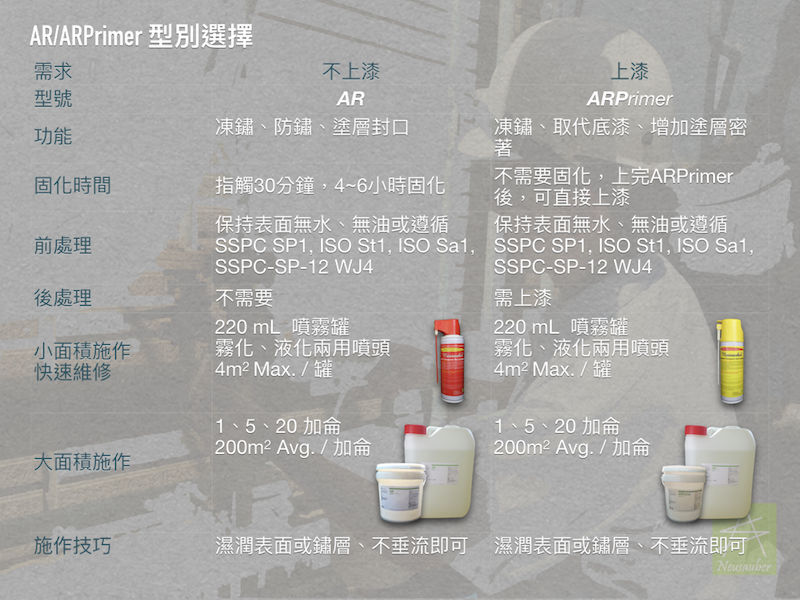 AR/ARPrimer 型別選擇
需求 不上漆 上漆
型號 AR ARPrimer
功能 凍鏽、防鏽、塗層封口 凍鏽、取代底漆、增加塗層密
著
固化時間 指觸30分鐘，4~6小時固化 不需要固化，上完ARPrimer
後，可直接上漆
前處理 保持表面無水、無油或遵循 保持表面無水、無油或遵循
SSPC SP1, ISO St1, ISO Sa1, SSPC SP1, ISO St1, ISO Sa1,
SSPC-SP-12 WJ4 SSPC-SP-12 WJ4
後處理 不需要 需上漆
小面積施作 220 mL 噴霧罐 220 mL 噴霧罐
快速維修 霧化、液化兩用噴頭 霧化、液化兩用噴頭
4m² Max. / 罐 4m² Max. / 罐
大面積施作 1、5、20 加侖 1、5、20 加侖
200m² Avg. / 加侖 200m² Avg. / 加侖
施作技巧 濕潤表面或鏽層、不垂流即可 濕潤表面或鏽層、不垂流即可
Neusauber